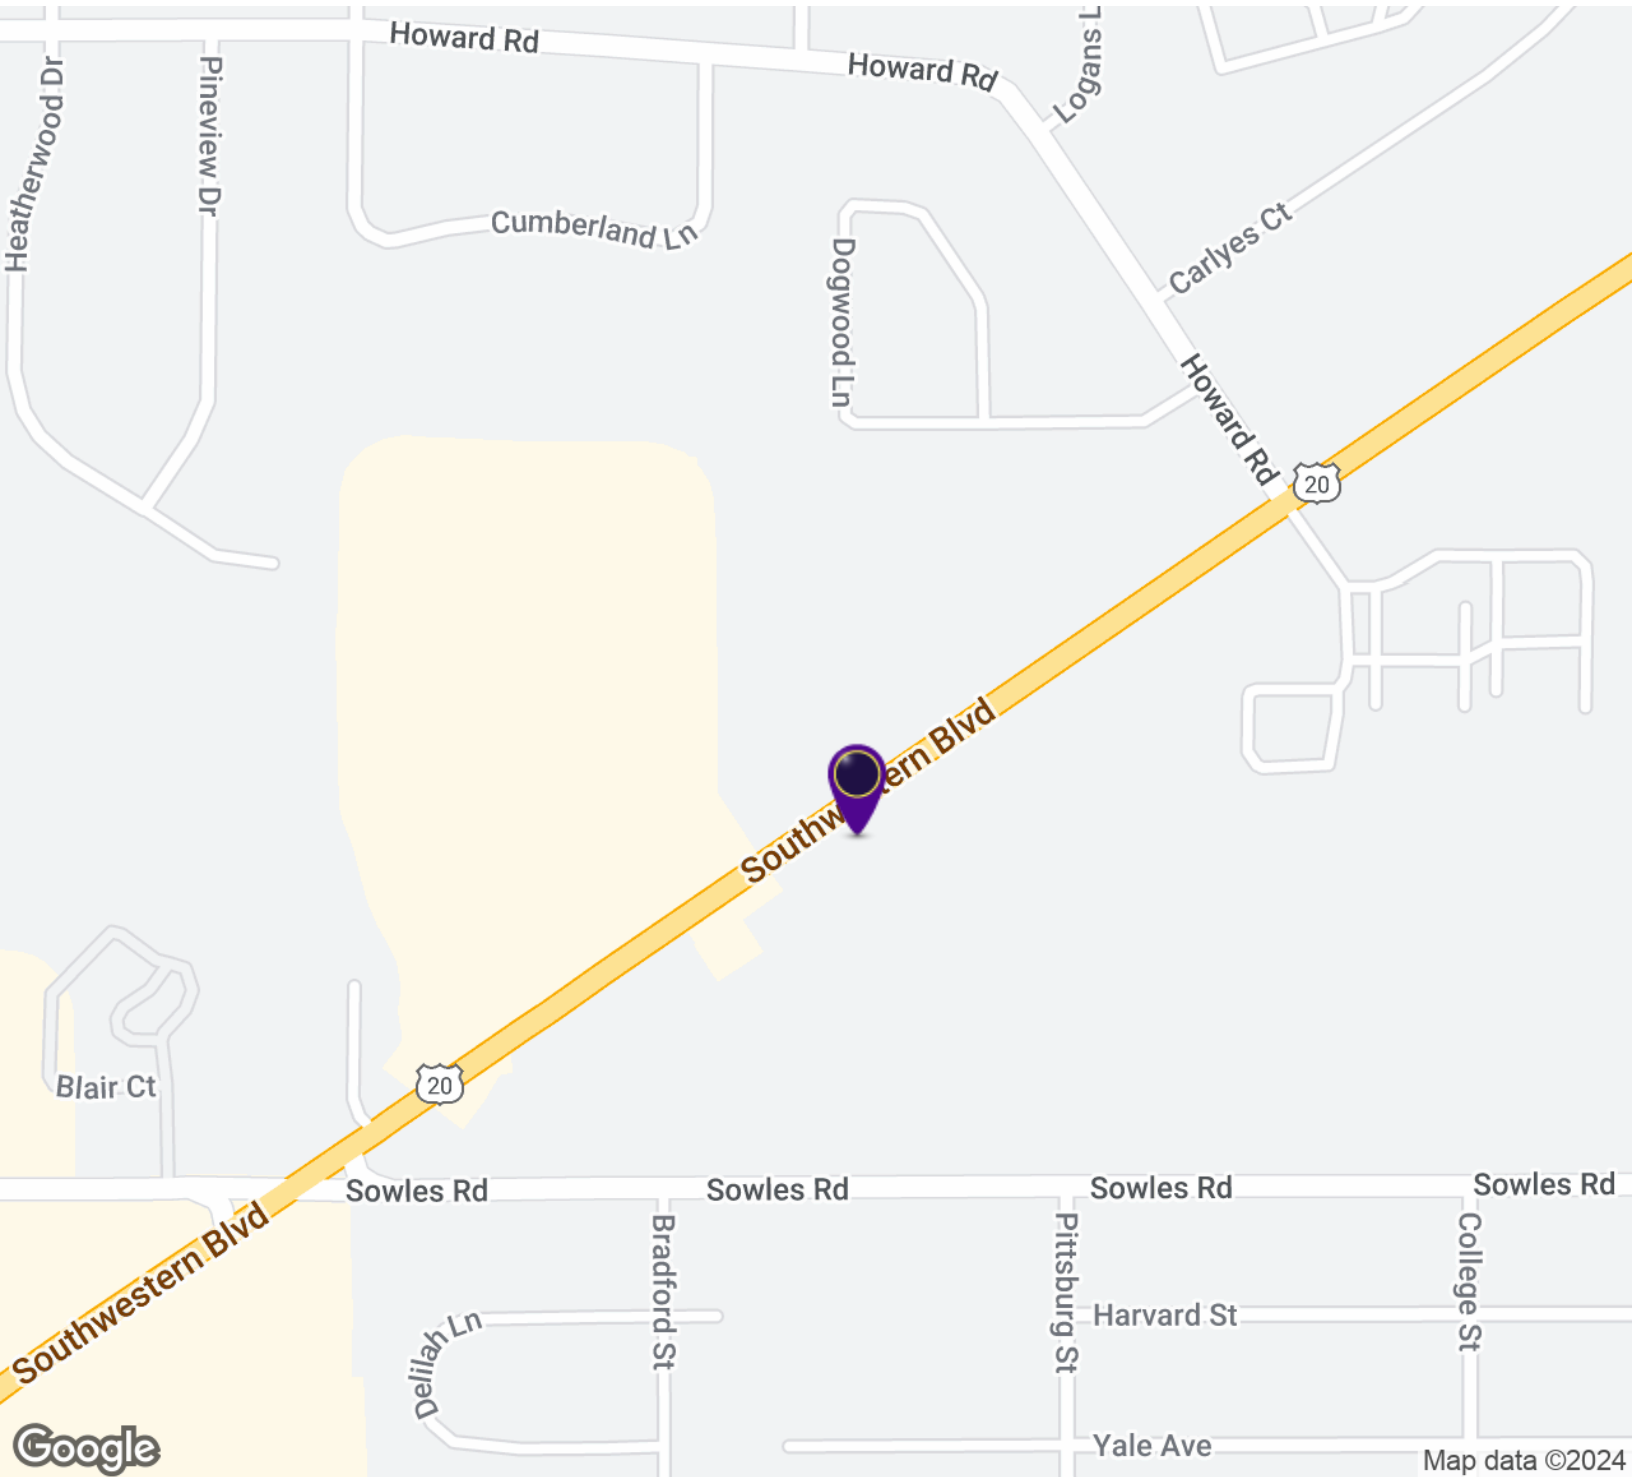 Howard Rd
Howard Rd
Logans L
Heatherwood Dr
Pineview Dr
Cumberland Ln
Dogwood Ln
Carlyes Ct
Howard Rd
20
Southw tern Blvd
20
Blair Ct
Sowles Rd
Sowles Rd
Sowles Rd
Sowles Rd
Southwestern Blvd
Bradford St
Pittsburg St
College St
Harvard St
Delilah Ln
Yale Ave
Google
Map data ©2024